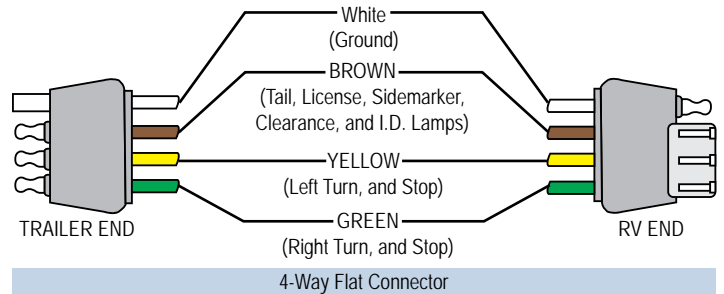 White
(Ground)
BROWN
(Tail, License, Sidemarker,
Clearance, and I.D. Lamps)
YELLOW
(Left Turn, and Stop)
GREEN
(Right Turn, and Stop)
TRAILER END
RV END
4-Way Flat Connector